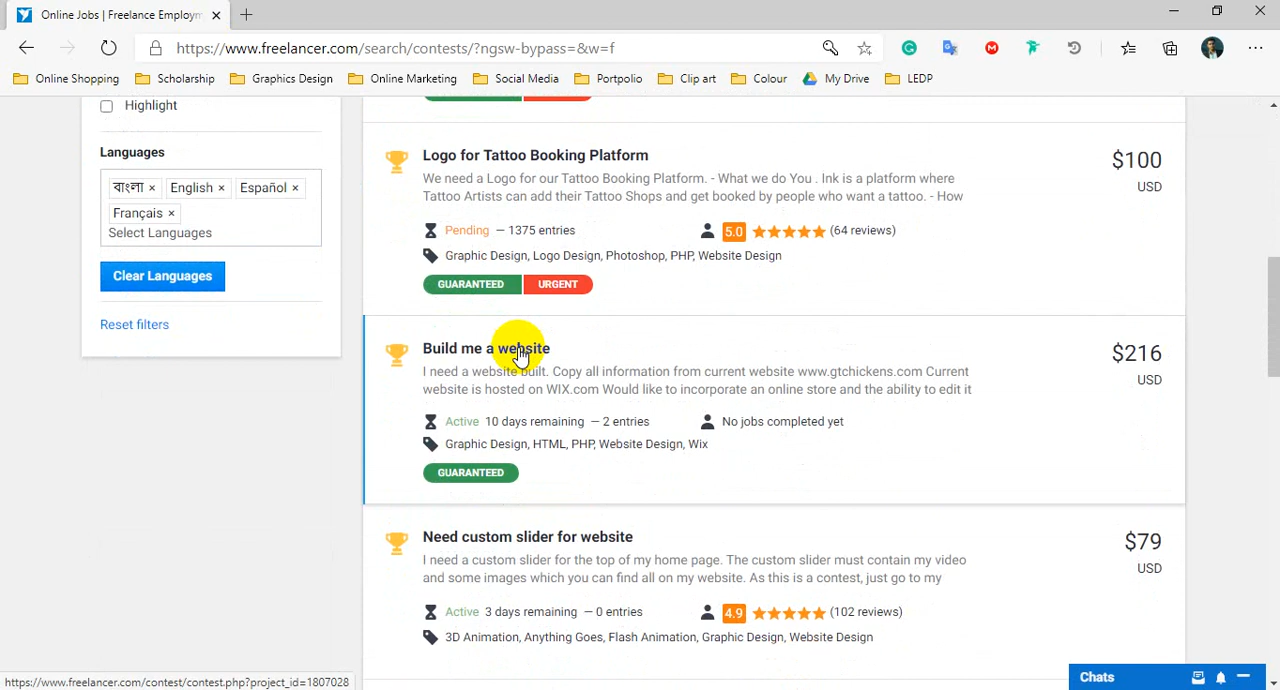 Online Jobs | Freelance Employm
https://www.freelancer.com/search/contests/?ngsw-bypass=&w=f
Online Shopping
Scholarship
Graphics Design
Online Marketing
Social Media
Portpolio
Clip art
Colour
My Drive
LEDP
Highlight
Languages
বাংলা ×
English ×
Español ×
Français ×
Select Languages
Clear Languages
Reset filters
Logo for Tattoo Booking Platform
$100
USD
We need a Logo for our Tattoo Booking Platform. - What we do You . Ink is a platform where
Tattoo Artists can add their Tattoo Shops and get booked by people who want a tattoo. - How
Pending — 1375 entries
5.0 (64 reviews)
Graphic Design, Logo Design, Photoshop, PHP, Website Design
GUARANTEED URGENT
Build me a website
$216
USD
I need a website built. Copy all information from current website www.gtchickens.com Current
website is hosted on WIX.com Would like to incorporate an online store and the ability to edit it
Active 10 days remaining — 2 entries
No jobs completed yet
Graphic Design, HTML, PHP, Website Design, Wix
GUARANTEED
Need custom slider for website
$79
USD
I need a custom slider for the top of my home page. The custom slider must contain my video
and some images which you can find all on my website. As this is a contest, just go to my
Active 3 days remaining — 0 entries
4.9 (102 reviews)
3D Animation, Anything Goes, Flash Animation, Graphic Design, Website Design
https://www.freelancer.com/contest/contest.php?project_id=1807028
Chats